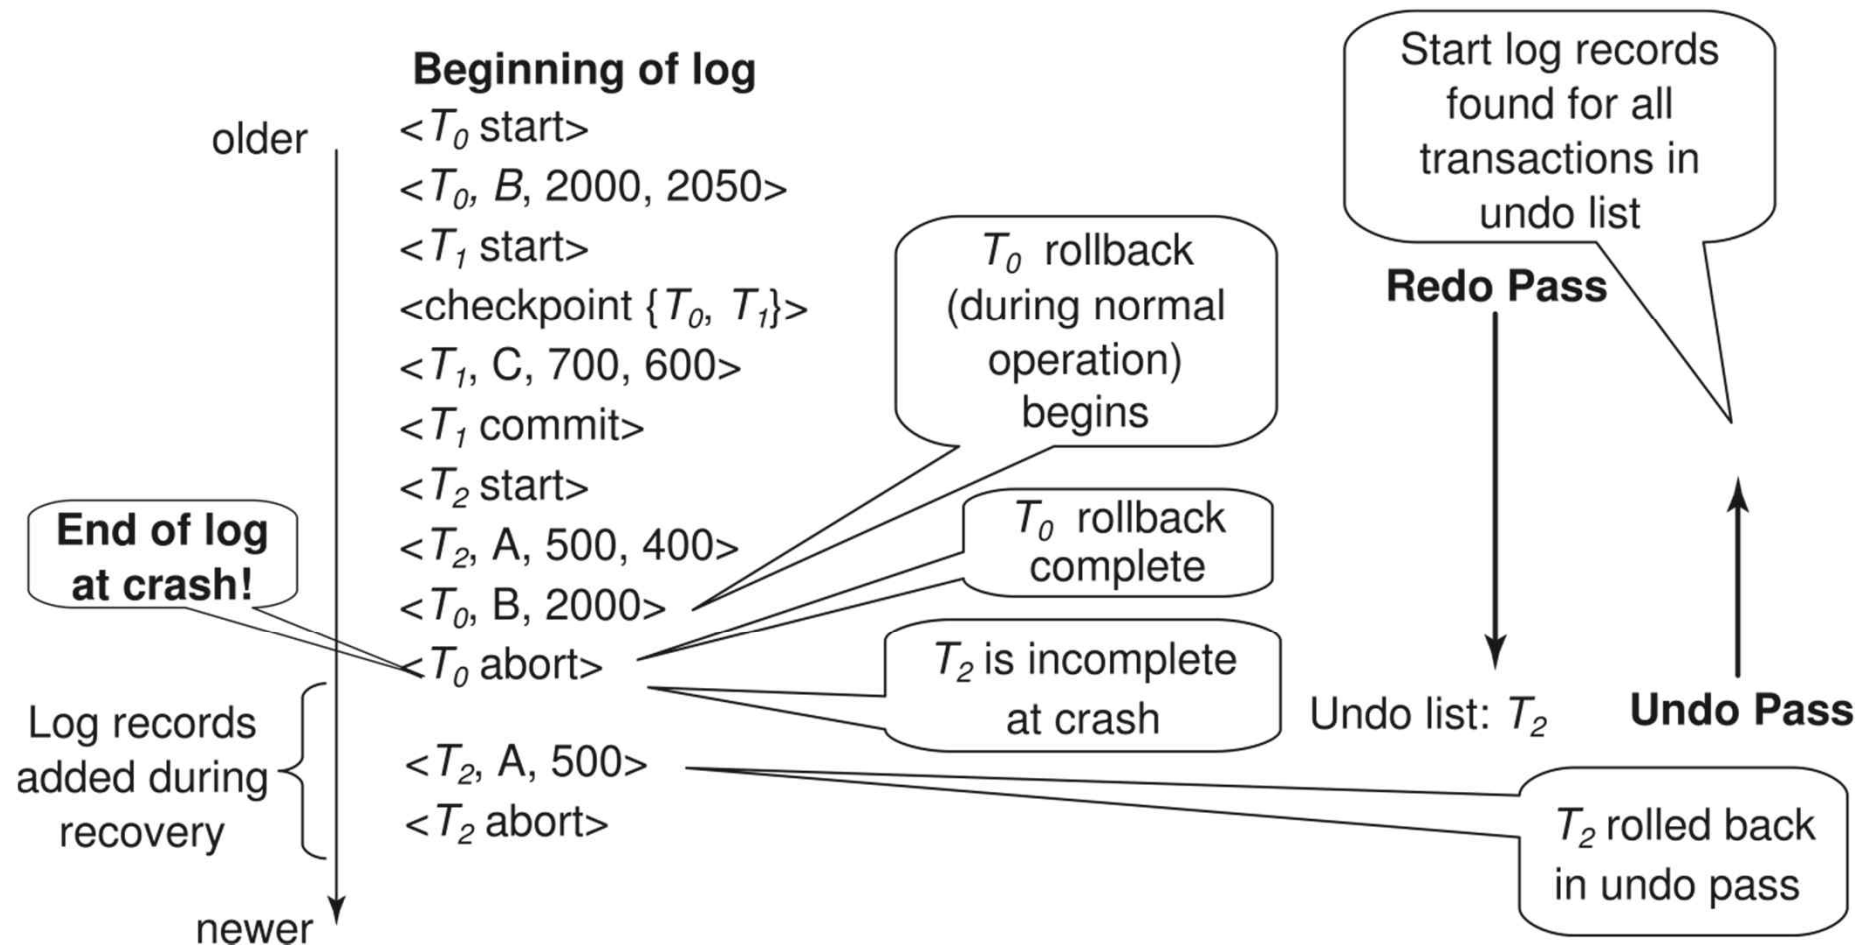 Beginning of log
older
<T0 start>
<T0, B, 2000, 2050>
<T1 start>
<checkpoint {T0, T1}>
<T1, C, 700, 600>
<T1 commit>
<T2 start>
<T2, A, 500, 400>
<T0, B, 2000>
<T0 abort>
<T2, A, 500>
<T2 abort>
newer
End of log
at crash!
Log records
added during
recovery
T0 rollback
(during normal
operation)
begins
T0 rollback
complete
T2 is incomplete
at crash
Start log records
found for all
transactions in
undo list
Redo Pass
Undo list: T2
Undo Pass
T2 rolled back
in undo pass